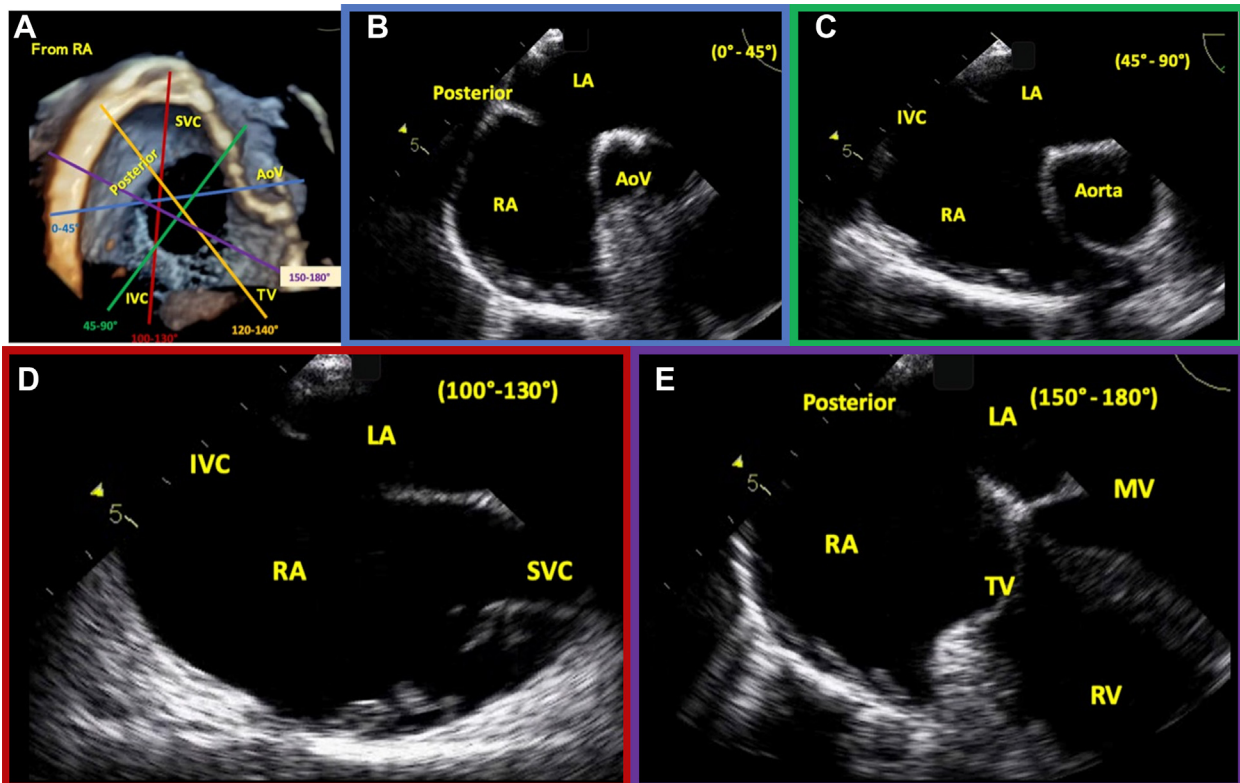 A
From RA
SVC
Posterior
AoV
0-45°
150-180°
IVC
TV
45-90°
100-130°
120-140°
B
(0°- 45°)
LA
Posterior
5
AoV
RA
C
(45°- 90°)
LA
IVC
5
Aorta
RA
D
(100°-130°)
LA
IVC
5
RA
SVC
E
Posterior
LA
(150°- 180°)
MV
5
RA
TV
RV